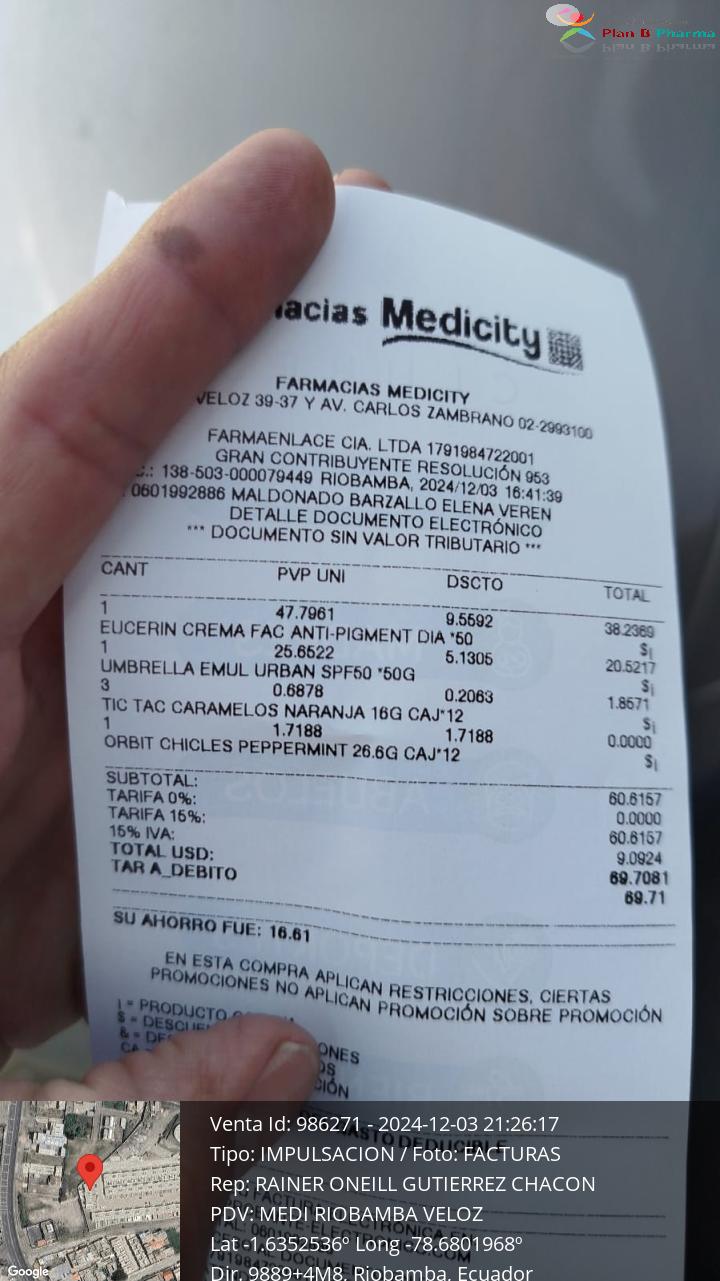 Plan B Pharma
acias Medicity
FARMACIAS MEDICITY
VELOZ 39-37 Y AV. CARLOS ZAMBRANO 02-2993100
FARMAENLACE CIA. LTDA 1791984722001
GRAN CONTRIBUYENTE RESOLUCIÓN 953
.: 138-503-000079449 RIOBAMBA, 2024/12/03 16:41:39
0601992886 MALDONADO BARZALLO ELENA VEREN
DETALLE DOCUMENTO ELECTRÓNICO
*** DOCUMENTO SIN VALOR TRIBUTARIO ***
CANT PVP UNI DSCTO TOTAL
1 47.7961 9.5592 38.2369
EUCERIN CREMA FAC ANTI-PIGMENT DIA *50 $|
1 25.6522 5.1305 20.5217
UMBRELLA EMUL URBAN SPF50 *50G $|
3 0.6878 0.2063 1.8571
TIC TAC CARAMELOS NARANJA 16G CAJ*12 $|
1 1.7188 1.7188 0.0000
ORBIT CHICLES PEPPERMINT 26.6G CAJ*12 $|
SUBTOTAL: 60.6157
TARIFA 0%: 0.0000
TARIFA 15%: 60.6157
15% IVA: 9.0924
TOTAL USD: 69.7081
TAR A_DEBITO 69.71
SU AHORRO FUE: 16.61
EN ESTA COMPRA APLICAN RESTRICCIONES, CIERTAS
PROMOCIONES NO APLICAN PROMOCIÓN SOBRE PROMOCIÓN
| = PRODUCTO
$ = DESCUE ONES
& = DE OS
CA CIÓN
Venta Id: 986271 - 2024-12-03 21:26:17
Tipo: IMPULSACION / Foto: FACTURAS
Rep: RAINER ONEILL GUTIERREZ CHACON
PDV: MEDI RIOBAMBA VELOZ
Lat -1.6352536º Long -78.6801968º
Dir. 9889+4M8, Riobamba, Ecuador
Google